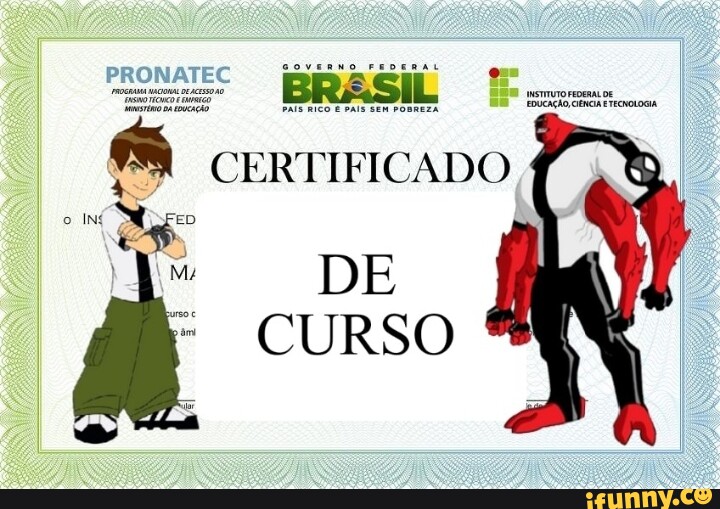 PRONATEC
PROGRAMA NACIONAL DE ACESSO AO
ENSINO TÉCNICO E EMPREGO
MINISTÉRIO DA EDUCAÇÃO
GOVERNO FEDERAL
BRASIL
PAÍS RICO É PAÍS SEM POBREZA
INSTITUTO FEDERAL DE
EDUCAÇÃO, CIÊNCIA E TECNOLOGIA
CERTIFICADO
DE
CURSO
ifunny.co